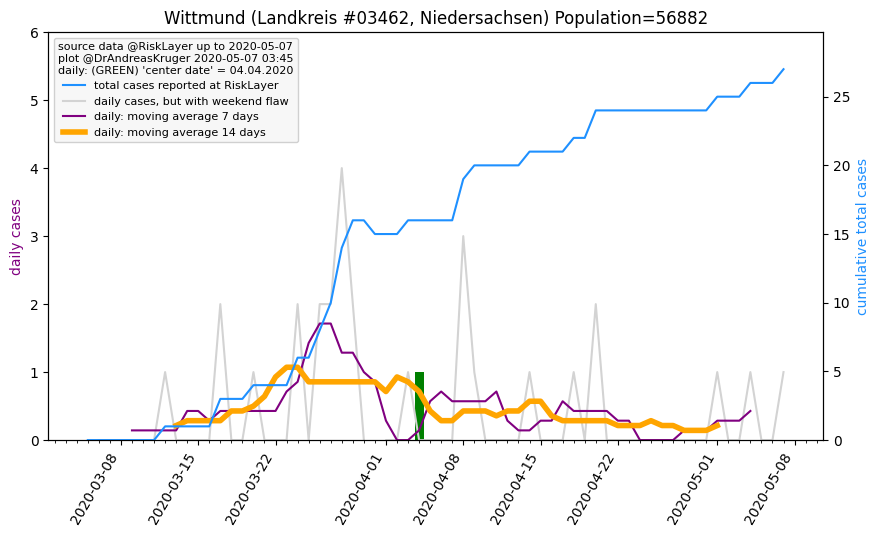 Wittmund (Landkreis #03462, Niedersachsen) Population=56882
source data @RiskLayer up to 2020-05-07
plot @DrAndreasKruger 2020-05-07 03:45
daily: (GREEN) 'center date' = 04.04.2020
total cases reported at RiskLayer
daily cases, but with weekend flaw
daily: moving average 7 days
daily: moving average 14 days
daily cases
6
5
4
3
2
1
0
cumulative total cases
25
20
15
10
5
0
2020-03-08
2020-03-15
2020-03-22
2020-04-01
2020-04-08
2020-04-15
2020-04-22
2020-05-01
2020-05-08